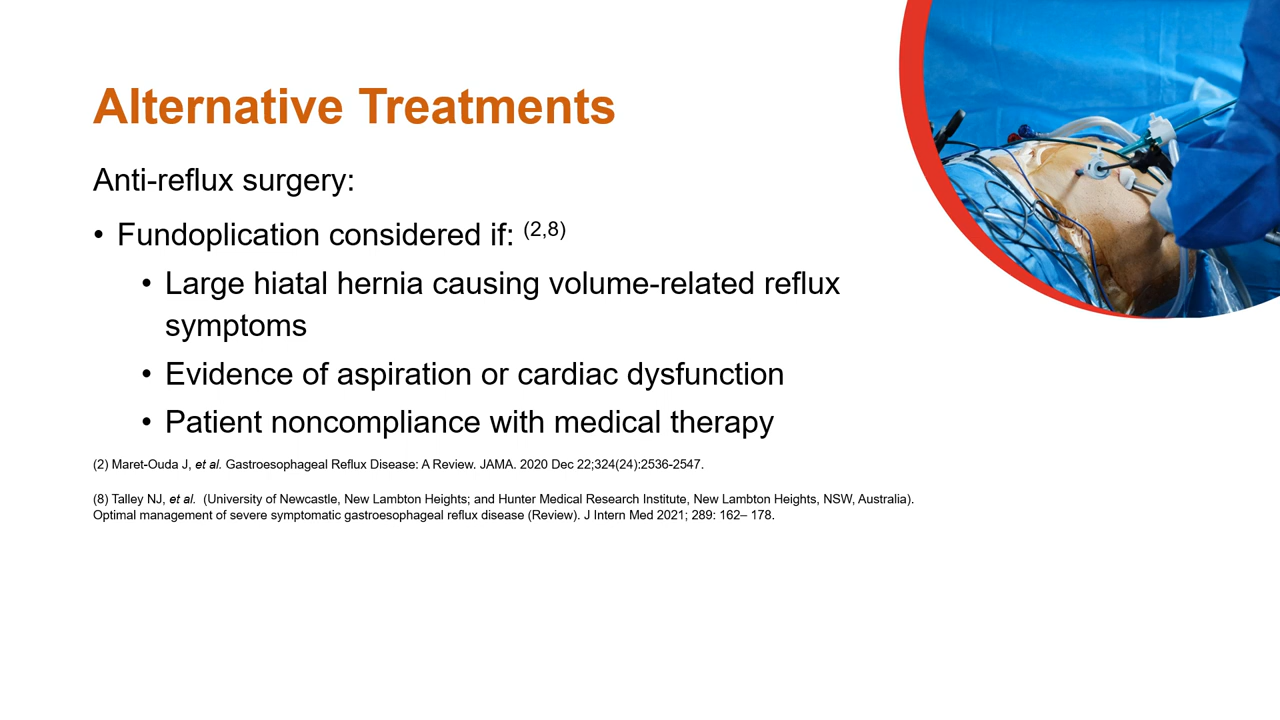 Alternative Treatments
Anti-reflux surgery:
• Fundoplication considered if: (2,8)
• Large hiatal hernia causing volume-related reflux
symptoms
• Evidence of aspiration or cardiac dysfunction
• Patient noncompliance with medical therapy
(2) Maret-Ouda J, et al. Gastroesophageal Reflux Disease: A Review. JAMA. 2020 Dec 22;324(24):2536-2547.
(8) Talley NJ, et al. (University of Newcastle, New Lambton Heights; and Hunter Medical Research Institute, New Lambton Heights, NSW, Australia).
Optimal management of severe symptomatic gastroesophageal reflux disease (Review). J Intern Med 2021; 289: 162– 178.